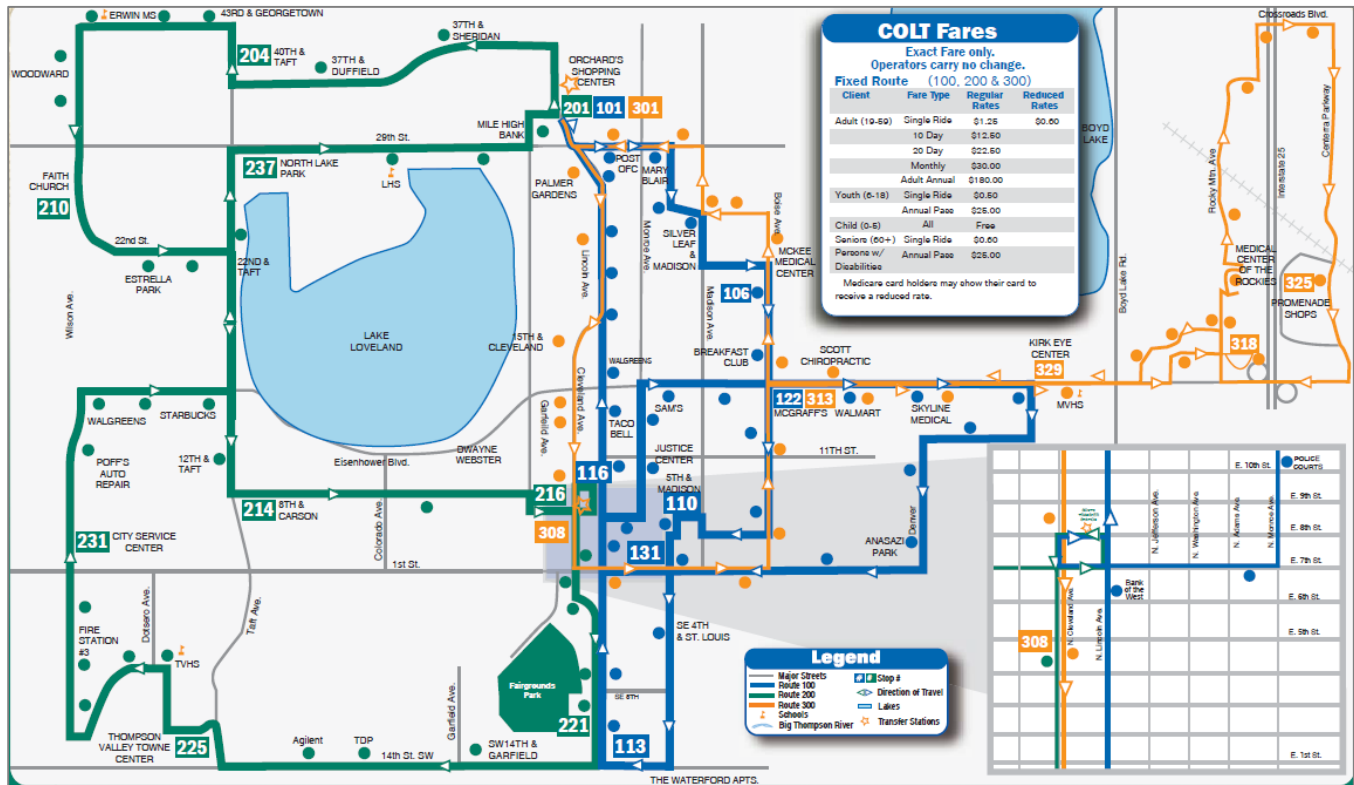 ERWIN MS
43RD & GEORGETOWN
37TH &
SHERIDAN
WOODWARD
204
40TH &
TAFT
37TH &
DUFFIELD
ORCHARD'S
SHOPPING
CENTER
201 101 301
MILE HIGH
BANK
29th St.
237
NORTH LAKE
PARK
LHS
PALMER
GARDENS
POST
OFC
MARY
BLAIR
FAITH
CHURCH
210
22nd St.
ESTRELLA
PARK
22ND &
TAFT
Wilson Ave.
LAKE
LOVELAND
Lincoln Ave.
Monroe Ave
SILVER
LEAF
&
MADISON
Boise Ave.
MCKEE
MEDICAL
CENTER
106
Madison Ave.
15TH &
CLEVELAND
WALGREENS
BREAKFAST
CLUB
SCOTT
CHIROPRACTIC
KIRK EYE
CENTER
329
Cleveland Ave.
Garfield Ave.
TACO
BELL
SAM'S
122 313
MCGRAFF'S
WALMART
SKYLINE
MEDICAL
MVHS
WALGREENS
STARBUCKS
12TH &
TAFT
POFF'S
AUTO
REPAIR
Eisenhower Blvd.
DWAYNE
WEBSTER
JUSTICE
CENTER
11TH ST.
116
5TH &
MADISON
110
216
308
214
8TH &
CARSON
Colorado Ave.
231
CITY SERVICE
CENTER
131
ANASAZI
PARK
Denver
1st St.
Dotsero Ave.
Taft Ave.
FIRE
STATION
#3
TVHS
SE 4TH
& ST. LOUIS
Fairgrounds
Park
SE 8TH
Garfield Ave.
221
113
THOMPSON
VALLEY TOWNE
CENTER
225
Agilent
TDP
14th St. SW
SW14TH &
GARFIELD
THE WATERFORD APTS.
COLT Fares
Exact Fare only.
Operators carry no change.
Fixed Route (100, 200 & 300)
Client Fare Type Regular Rates Reduced Rates
Adult (19-59) Single Ride $1.25 $0.60
10 Day $12.50
20 Day $22.50
Monthly $30.00
Adult Annual $180.00
Youth (6-18) Single Ride $0.50
Annual Pass $25.00
Child (0-5) All Free
Seniors (60+) Single Ride $0.60
Persons w/ Disabilities Annual Pass $25.00
Medicare card holders may show their card to
receive a reduced rate.
BOYD
LAKE
Boyd Lake Rd.
Crossroads Blvd.
Rocky Mtn. Ave
Interstate 25
Centerra Parkway
MEDICAL
CENTER
OF THE
ROCKIES
325
PROMENADE
SHOPS
318
Legend
Major Streets
Route 100
Route 200
Route 300
Schools
Big Thompson River
Stop #
Direction of Travel
Lakes
Transfer Stations
E. 10th St.
POLICE
COURTS
E. 9th St.
E. 8th St.
E. 7th St.
E. 6th St.
E. 5th St.
E. 1st St.
N. Jefferson Ave.
N. Washington Ave.
N. Adams Ave
N. Monroe Ave.
Bank
of the
West
N. Cleveland Ave
N. Lincoln Ave.
308